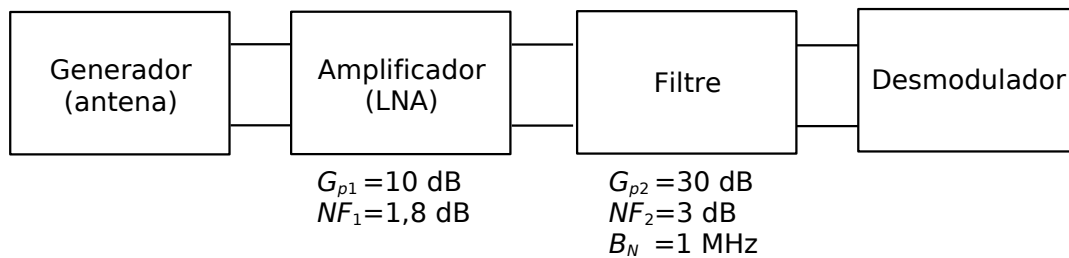 Generador
(antena)
Amplificador
(LNA)
Filtre
Desmodulador
Gp1=10 dB
NF1=1,8 dB
Gp2=30 dB
NF2=3 dB
BN =1 MHz